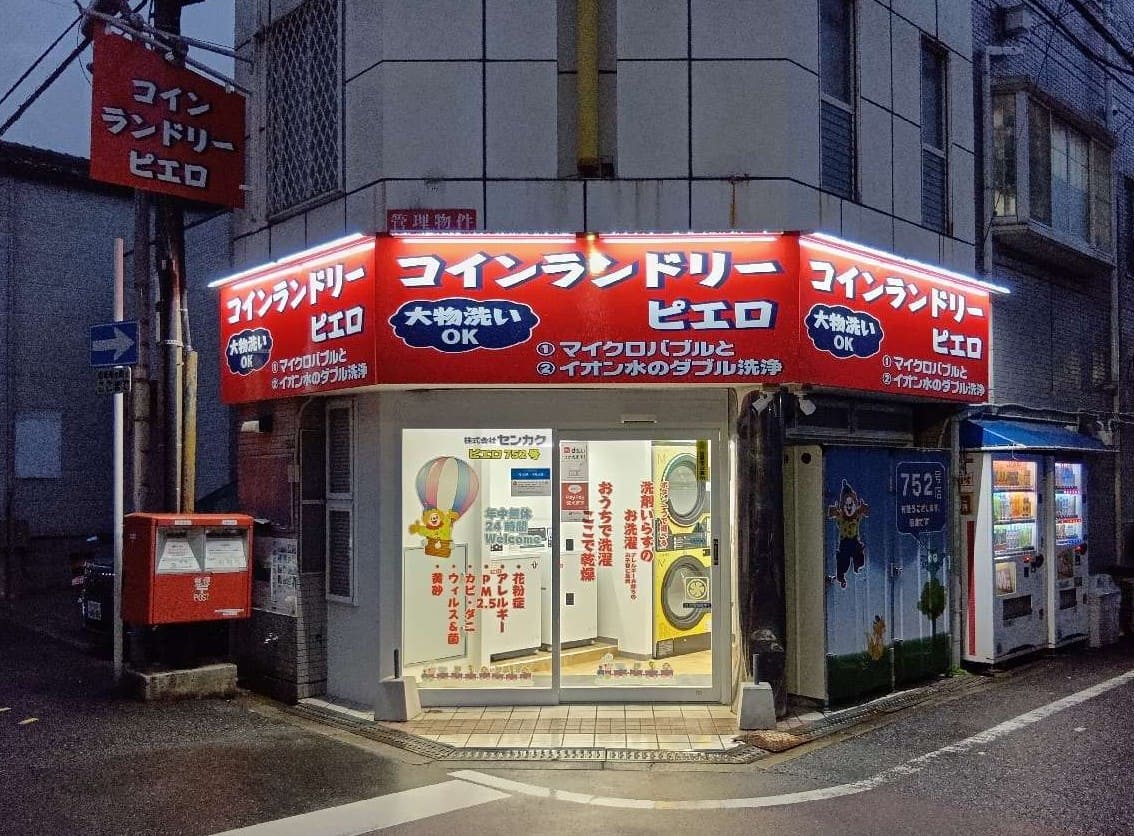 コイン
ランドリー
ピエロ
管理物件
コインランドリー
ピエロ
大物洗い
OK
① マイクロバブルと
② イオン水のダブル洗浄
コインランドリー
ピエロ
大物洗い
OK
① マイクロバブルと
② イオン水のダブル洗浄
コインランドリー
ピエロ
大物洗い
OK
① マイクロバブルと
② イオン水のダブル洗浄
株式会社 センカク
ピエロ 752号
年中無休
24時間
Welcome
・花粉症
・アレルギー
・PM2.5
・カビ・ダニ
・ウィルス&菌
・黄砂
洗剤いらずの
お洗濯
おうちで洗濯
ここで乾燥
d払い
PayPay
郵便
〒
POST
752号店